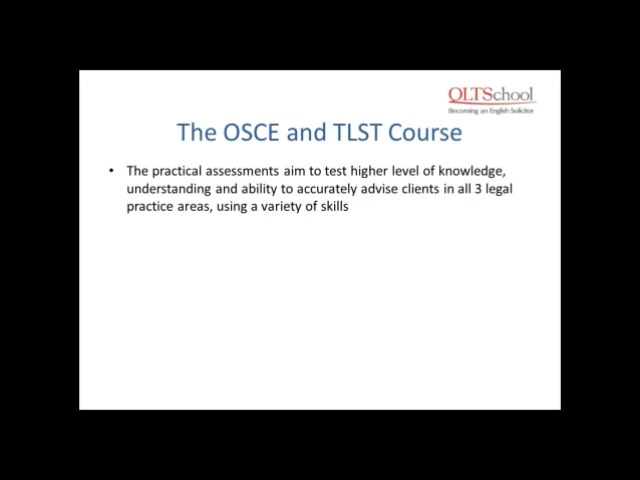 QLTSchool
Becoming an English Solicitor
The OSCE and TLST Course
• The practical assessments aim to test higher level of knowledge,
understanding and ability to accurately advise clients in all 3 legal
practice areas, using a variety of skills